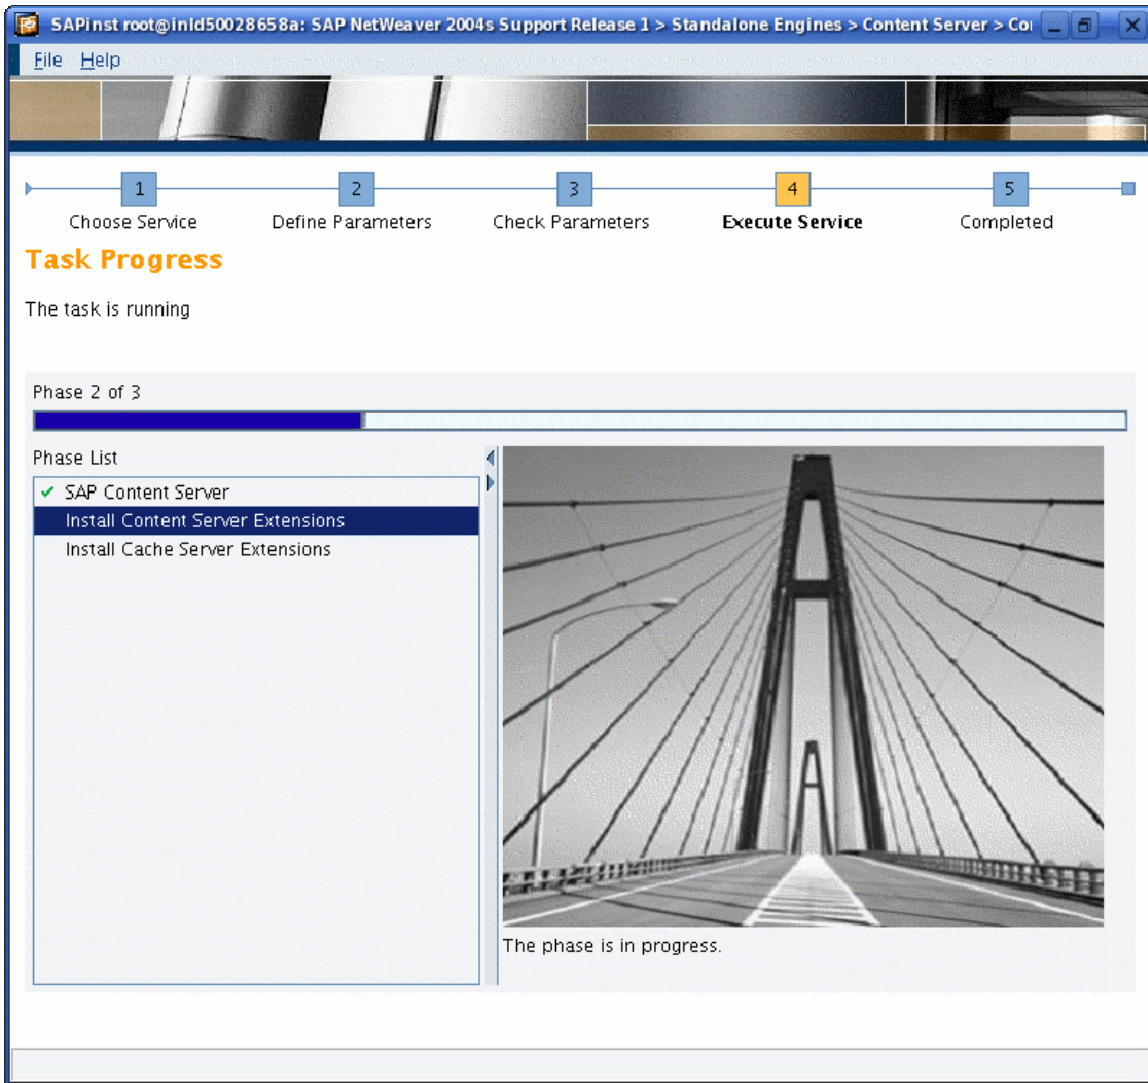 SAPinst root@inld50028658a: SAP NetWeaver 2004s Support Release 1 > Standalone Engines > Content Server > Co
File Help
1 2 3 4 5
Choose Service Define Parameters Check Parameters Execute Service Completed
Task Progress
The task is running
Phase 2 of 3
Phase List
SAP Content Server
Install Content Server Extensions
Install Cache Server Extensions
The phase is in progress.